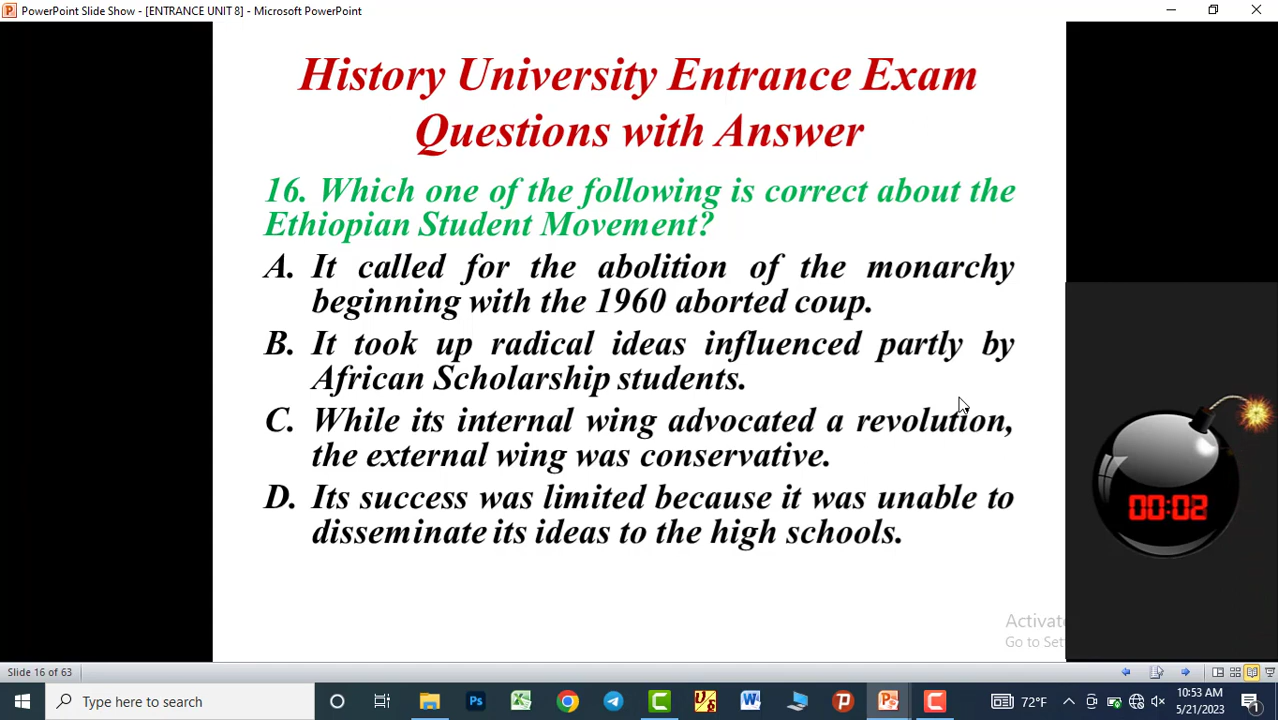 PowerPoint Slide Show - [ENTRANCE UNIT 8] - Microsoft PowerPoint
History University Entrance Exam
Questions with Answer
16. Which one of the following is correct about the
Ethiopian Student Movement?
A. It called for the abolition of the monarchy
beginning with the 1960 aborted coup.
B. It took up radical ideas influenced partly by
African Scholarship students.
C. While its internal wing advocated a revolution,
the external wing was conservative.
D. Its success was limited because it was unable to
disseminate its ideas to the high schools.
00:02
Activate
Go to Set
Slide 16 of 63
Type here to search
72°F
10:53 AM
5/21/2023